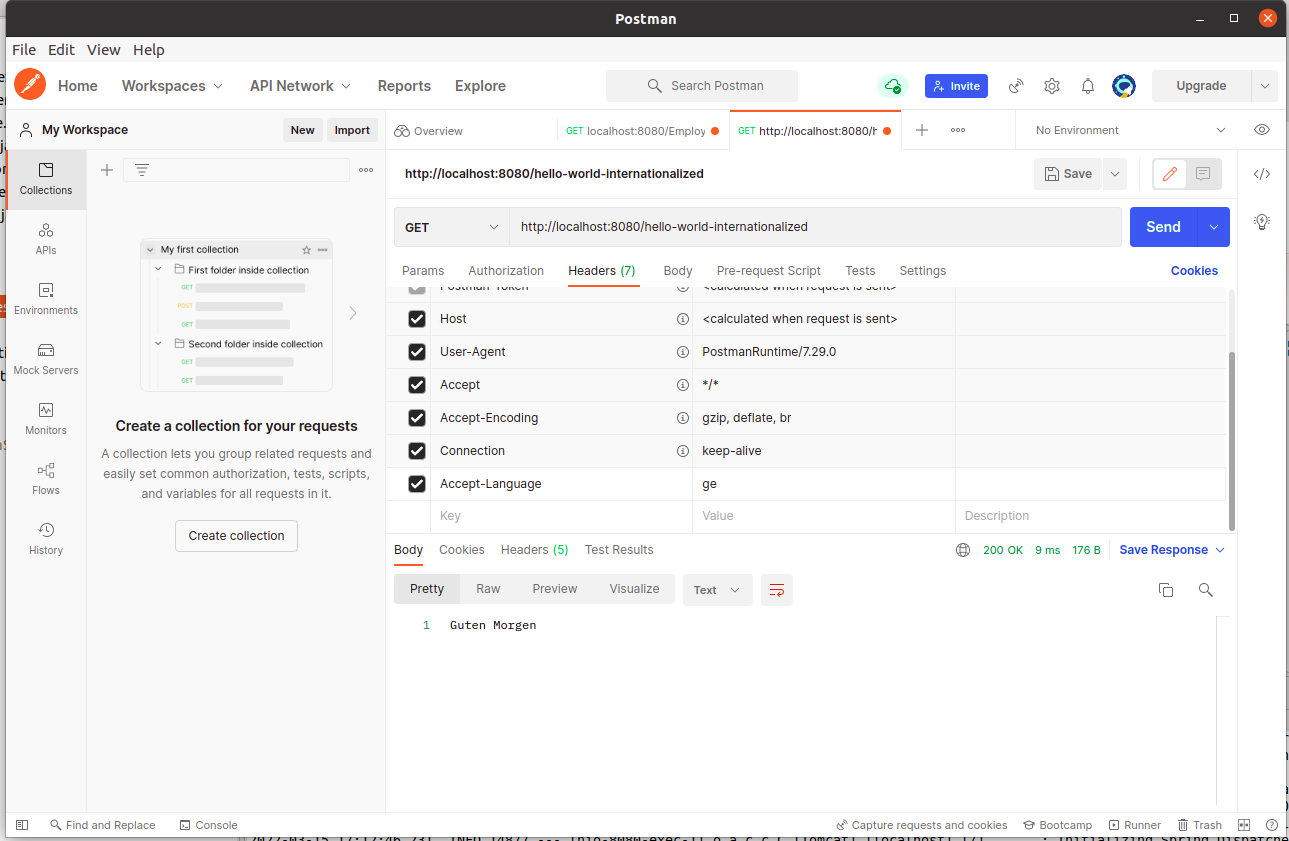 Postman
File Edit View Help
Home Workspaces API Network Reports Explore Search Postman Invite Upgrade
My Workspace New Import
Overview GET localhost:8080/Employ GET http://localhost:8080/h No Environment
http://localhost:8080/hello-world-internationalized Save
GET http://localhost:8080/hello-world-internationalized Send
Params Authorization Headers (7) Body Pre-request Script Tests Settings Cookies
Collections
APIs
Environments
Mock Servers
Monitors
Flows
History
My first collection
First folder inside collection
GET
POST
GET
Second folder inside collection
GET
GET
Create a collection for your requests
A collection lets you group related requests and
easily set common authorization, tests, scripts,
and variables for all requests in it.
Create collection
Postman-Token <calculated when request is sent>
Host <calculated when request is sent>
User-Agent PostmanRuntime/7.29.0
Accept */*
Accept-Encoding gzip, deflate, br
Connection keep-alive
Accept-Language ge
Key Value Description
Body Cookies Headers (5) Test Results 200 OK 9 ms 176 B Save Response
Pretty Raw Preview Visualize Text
1 Guten Morgen
Find and Replace Console Capture requests and cookies Bootcamp Runner Trash